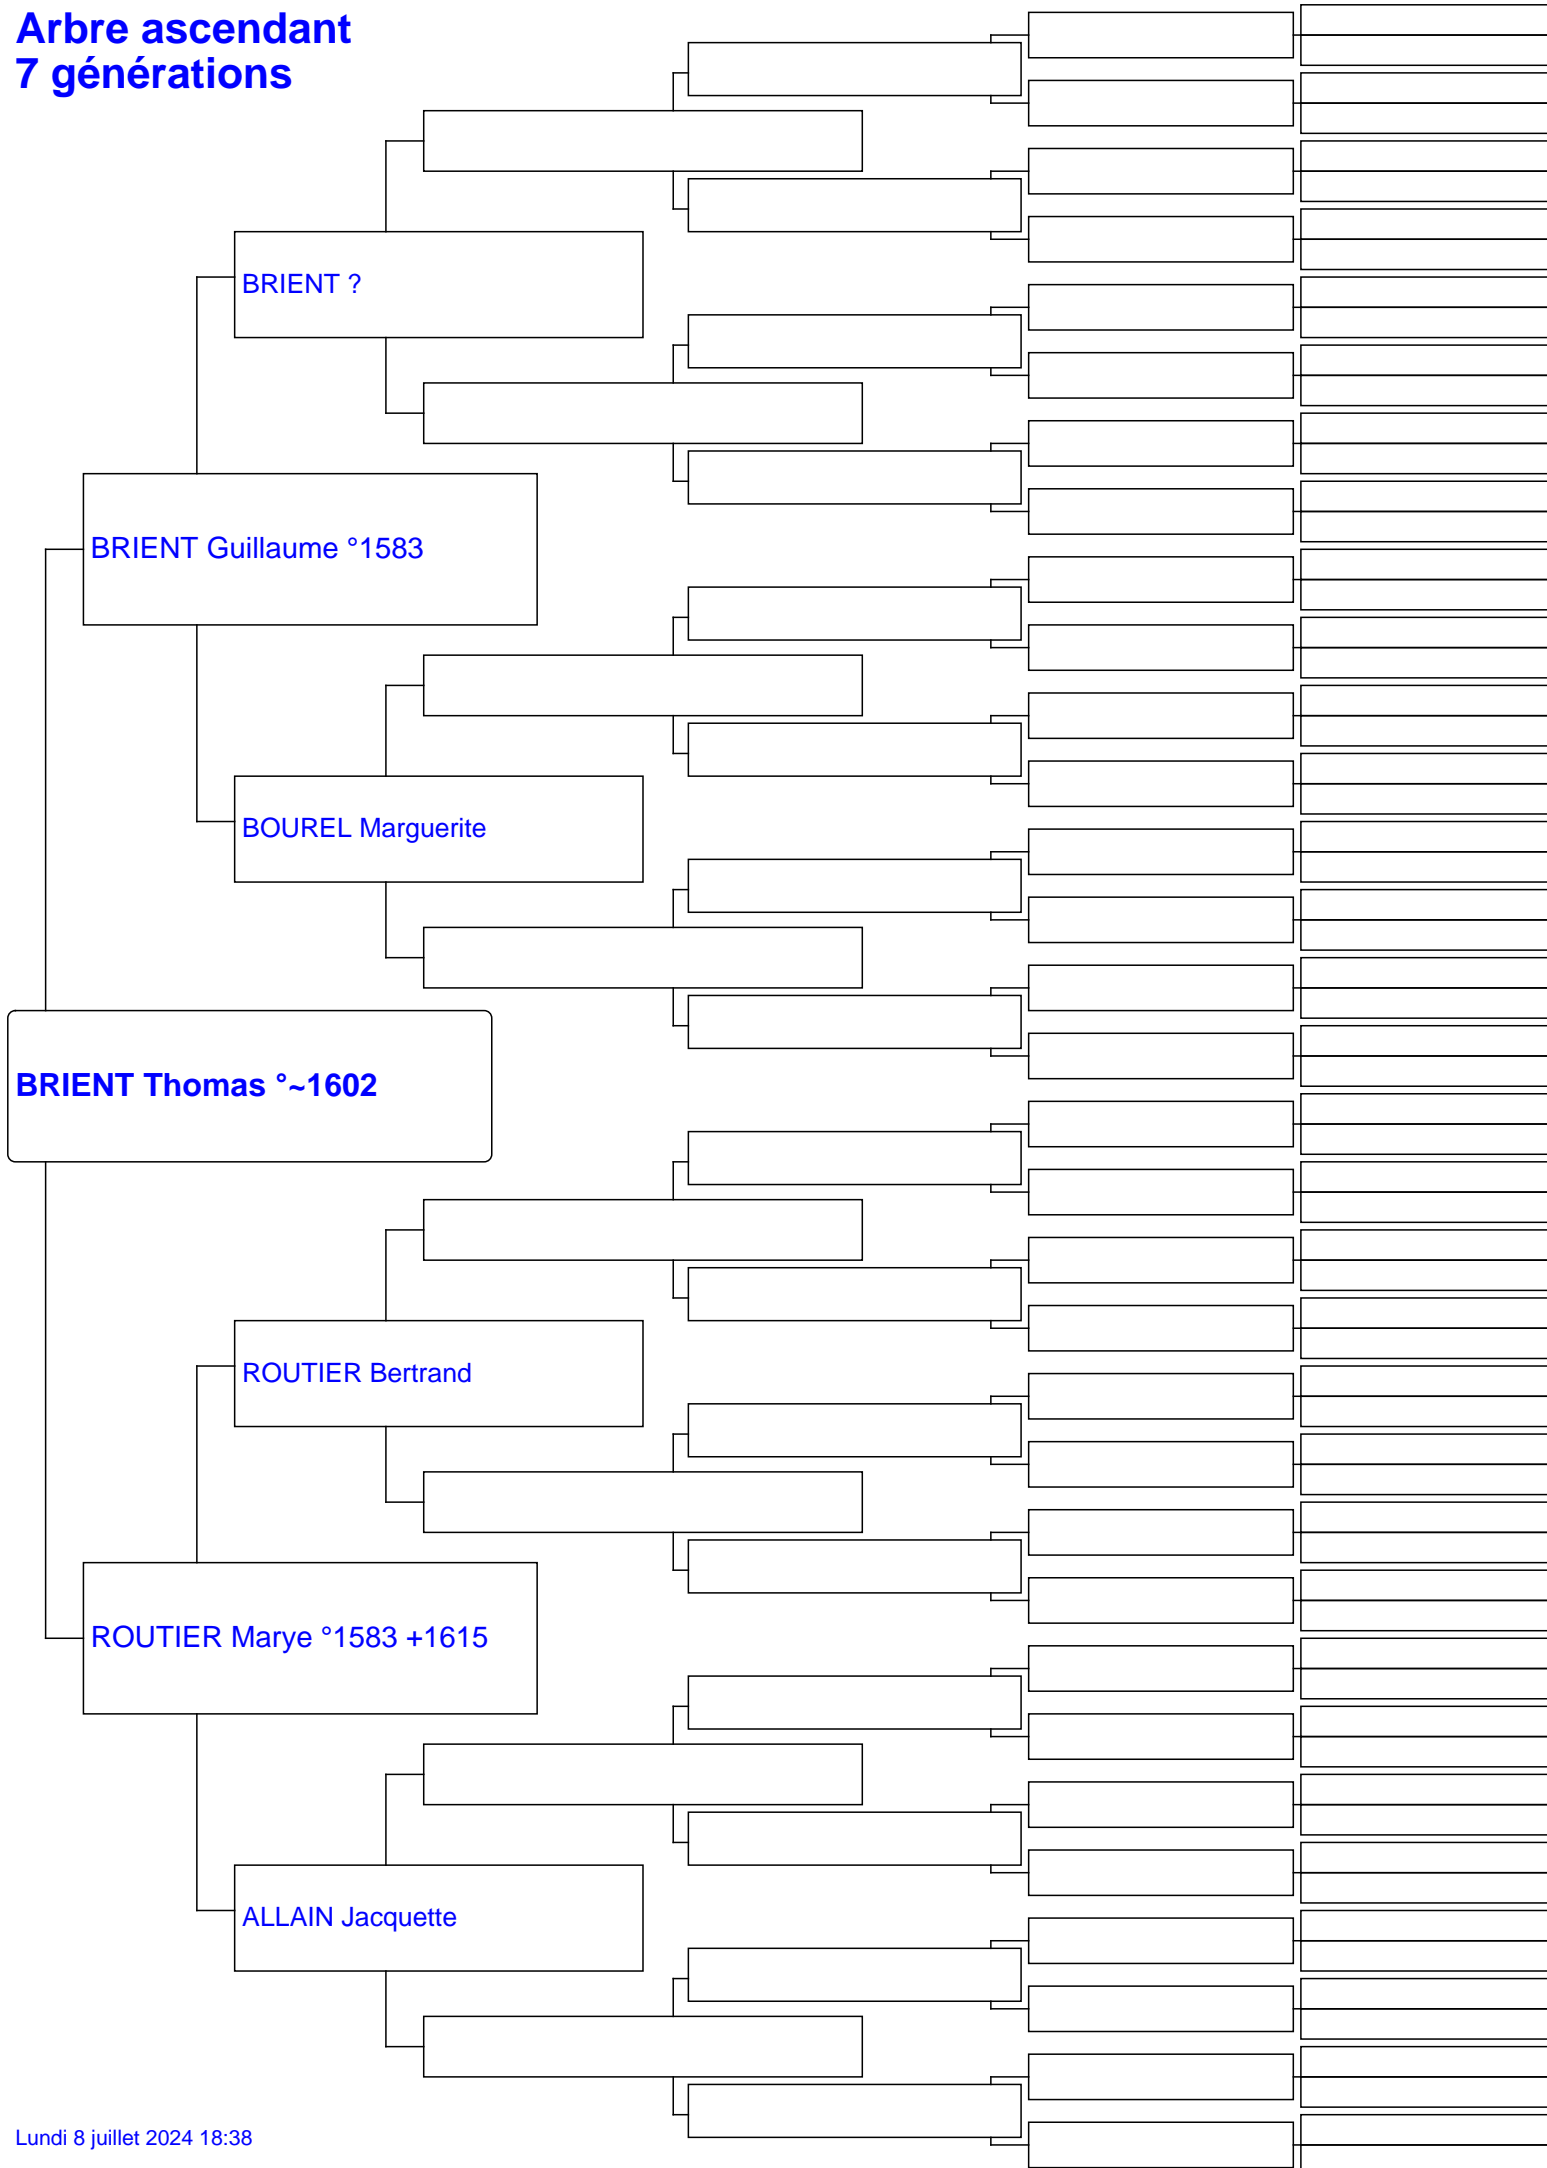 Arbre ascendant
7 générations
BRIENT ?
BRIENT Guillaume °1583
BOUREL Marguerite
BRIENT Thomas °~1602
ROUTIER Bertrand
ROUTIER Marye °1583 +1615
ALLAIN Jacquette
Lundi 8 juillet 2024 18:38